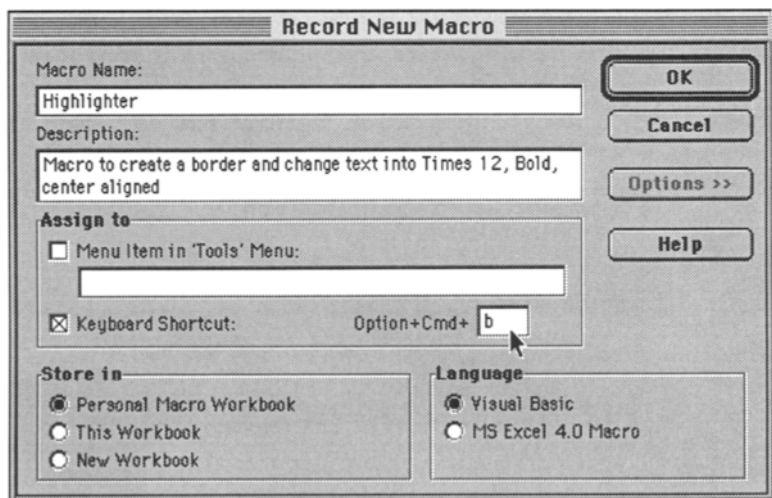 Record New Macro
Macro Name:
Highlighter
OK
Cancel
Description:
Macro to create a border and change text into Times 12, Bold,
center aligned
Options >>
Assign to
Menu Item in 'Tools' Menu:
Help
Keyboard Shortcut: Option+Cmd+ b
Store in
Personal Macro Workbook
This Workbook
New Workbook
Language
Visual Basic
MS Excel 4.0 Macro